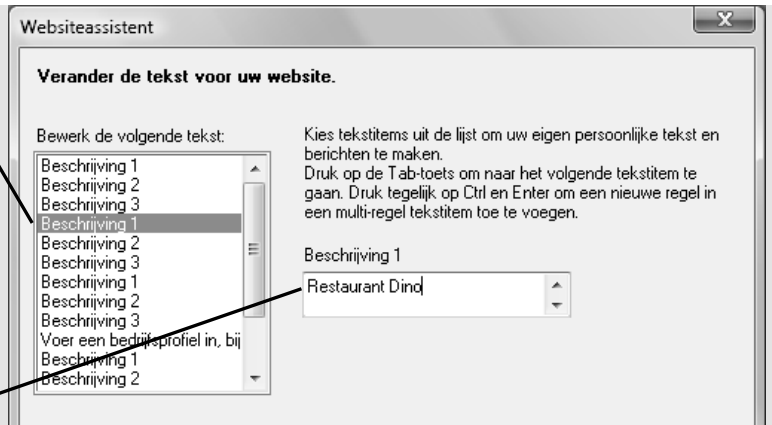 Websiteassistent
Verander de tekst voor uw website.
Bewerk de volgende tekst:
Beschrijving 1
Beschrijving 2
Beschrijving 3
Beschrijving 1
Beschrijving 2
Beschrijving 3
Beschrijving 1
Beschrijving 2
Beschrijving 3
Voer een bedrijfsprofiel in, bij
Beschrijving 1
Beschrijving 2
Kies tekstitems uit de lijst om uw eigen persoonlijke tekst en
berichten te maken.
Druk op de Tab-toets om naar het volgende tekstitem te
gaan. Druk tegelijk op Ctrl en Enter om een nieuwe regel in
een multi-regel tekstitem toe te voegen.
Beschrijving 1
Restaurant Dino